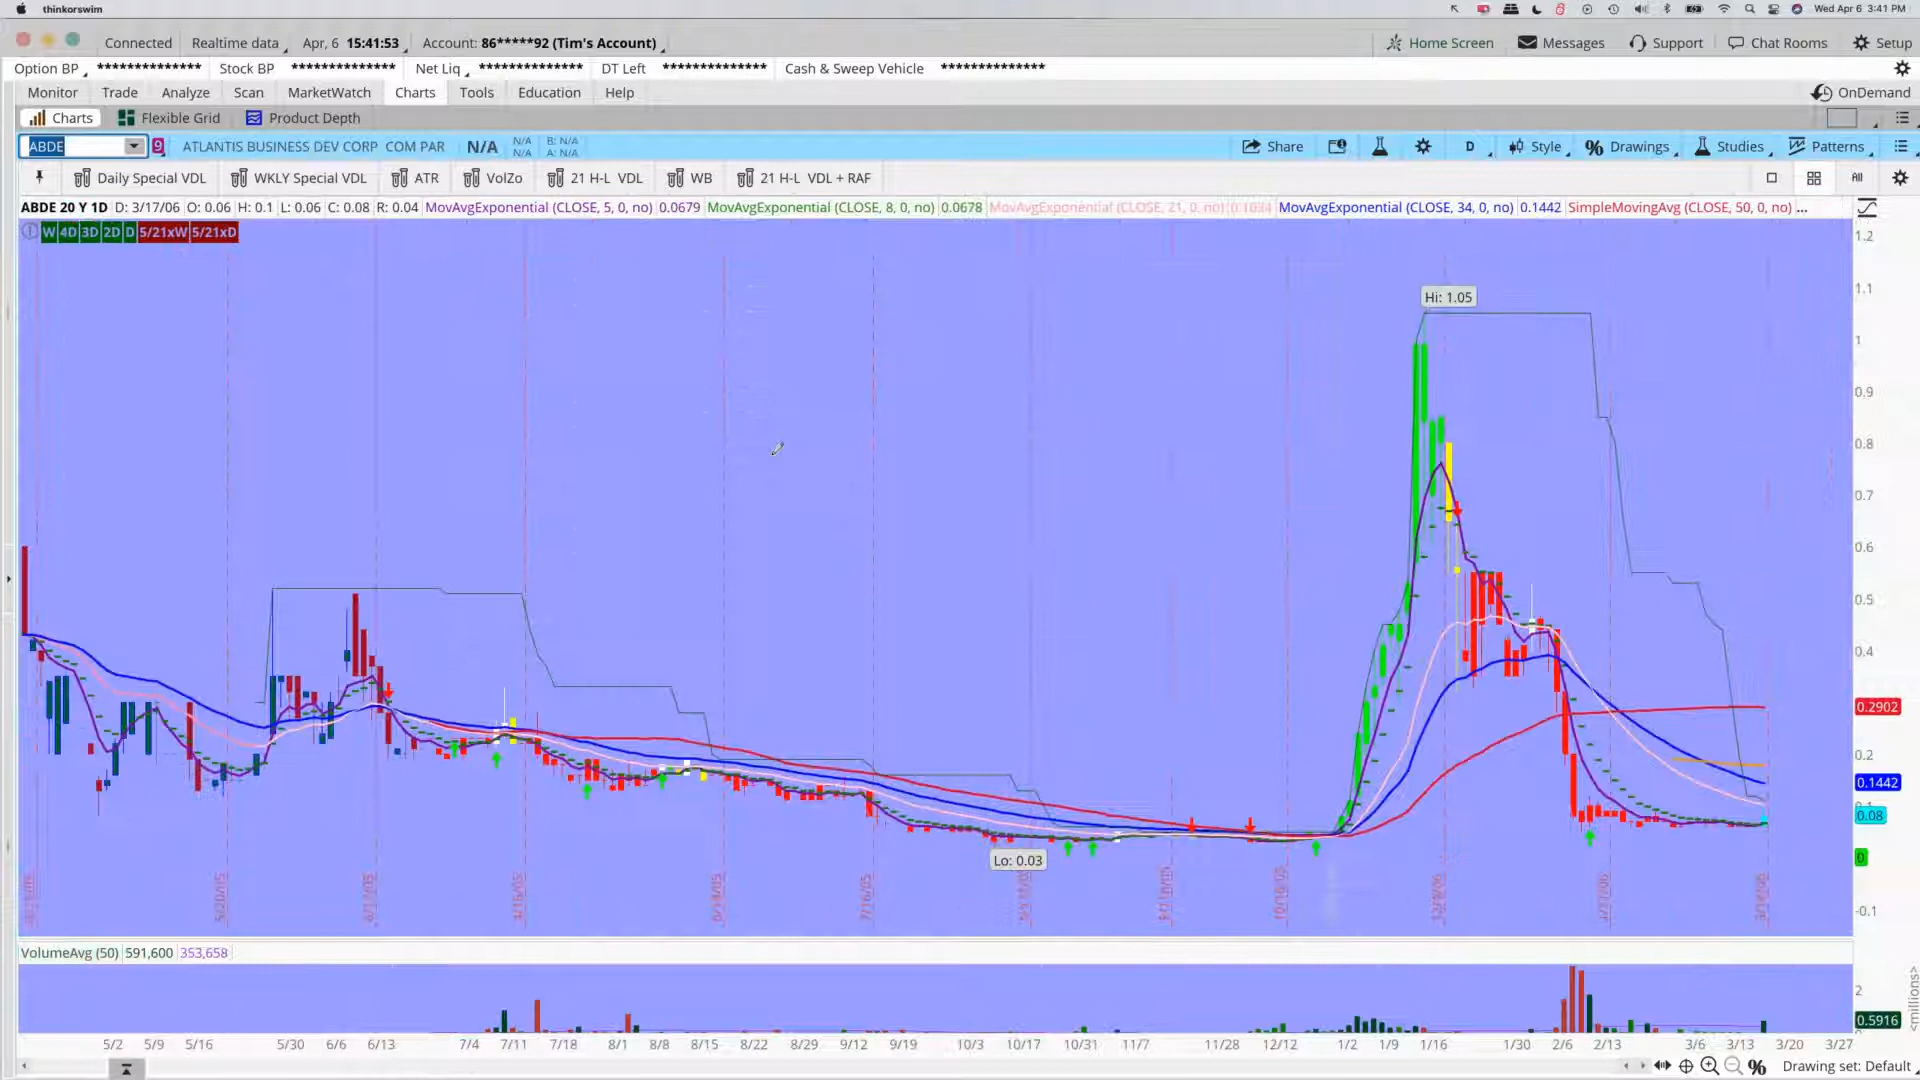 thinkorswim
Wed Apr 6 3:41 PM
Connected Realtime data Apr, 6 15:41:53 Account: 86*****92 (Tim's Account) Home Screen Messages Support Chat Rooms Setup
Option BP ************** Stock BP ************** Net Liq ************** DT Left ************** Cash & Sweep Vehicle **************
Monitor Trade Analyze Scan MarketWatch Charts Tools Education Help OnDemand
Charts Flexible Grid Product Depth
ABDE 9 ATLANTIS BUSINESS DEV CORP COM PAR N/A N/A N/A B: N/A A: N/A Share D Style Drawings Studies Patterns
Daily Special VDL WKLY Special VDL ATR VolZo 21 H-L VDL WB 21 H-L VDL + RAF All
ABDE 20 Y 1D D: 3/17/06 O: 0.06 H: 0.1 L: 0.06 C: 0.08 R: 0.04 MovAvgExponential (CLOSE, 5, 0, no) 0.0679 MovAvgExponential (CLOSE, 8, 0, no) 0.0678 MovAvgExponential (CLOSE, 21, 0, no) 0.1034 MovAvgExponential (CLOSE, 34, 0, no) 0.1442 SimpleMovingAvg (CLOSE, 50, 0, no) ...
W 4D 3D 2D D 5/21xW 5/21xD
1.2
1.1
Hi: 1.05
1
0.9
0.8
0.7
0.6
0.5
0.4
0.2902
0.2
0.1442
0.08
0
Lo: 0.03
-0.1
VolumeAvg (50) 591,600 353,658
2
0.5916
<millions>
5/2 5/9 5/16 5/30 6/6 6/13 7/4 7/11 7/18 8/1 8/8 8/15 8/22 8/29 9/12 9/19 10/3 10/17 10/31 11/7 11/28 12/12 1/2 1/9 1/16 1/30 2/6 2/13 3/6 3/13 3/20 3/27
Drawing set: Default